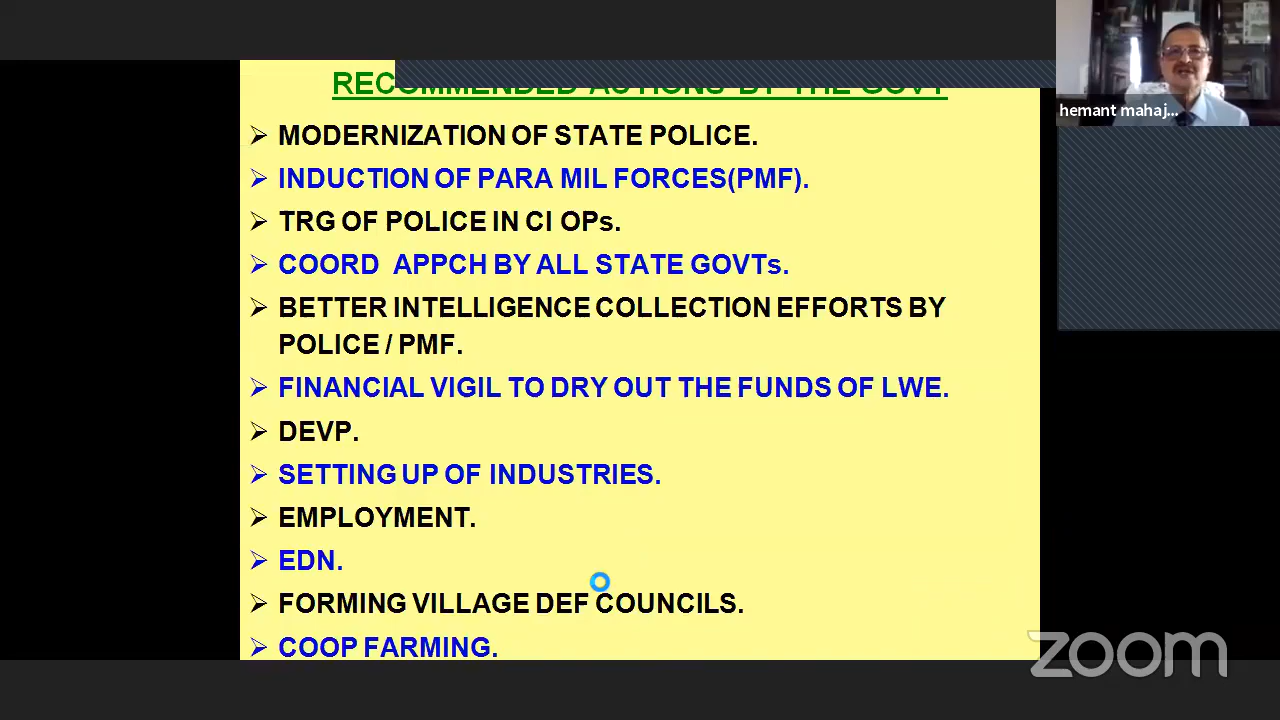 RECOMMENDED ACTIONS BY THE GOVT
hemant mahaj...
➢ MODERNIZATION OF STATE POLICE.
➢ INDUCTION OF PARA MIL FORCES(PMF).
➢ TRG OF POLICE IN CI OPs.
➢ COORD APPCH BY ALL STATE GOVTs.
➢ BETTER INTELLIGENCE COLLECTION EFFORTS BY
POLICE / PMF.
➢ FINANCIAL VIGIL TO DRY OUT THE FUNDS OF LWE.
➢ DEVP.
➢ SETTING UP OF INDUSTRIES.
➢ EMPLOYMENT.
➢ EDN.
➢ FORMING VILLAGE DEF COUNCILS.
➢ COOP FARMING.
zoom